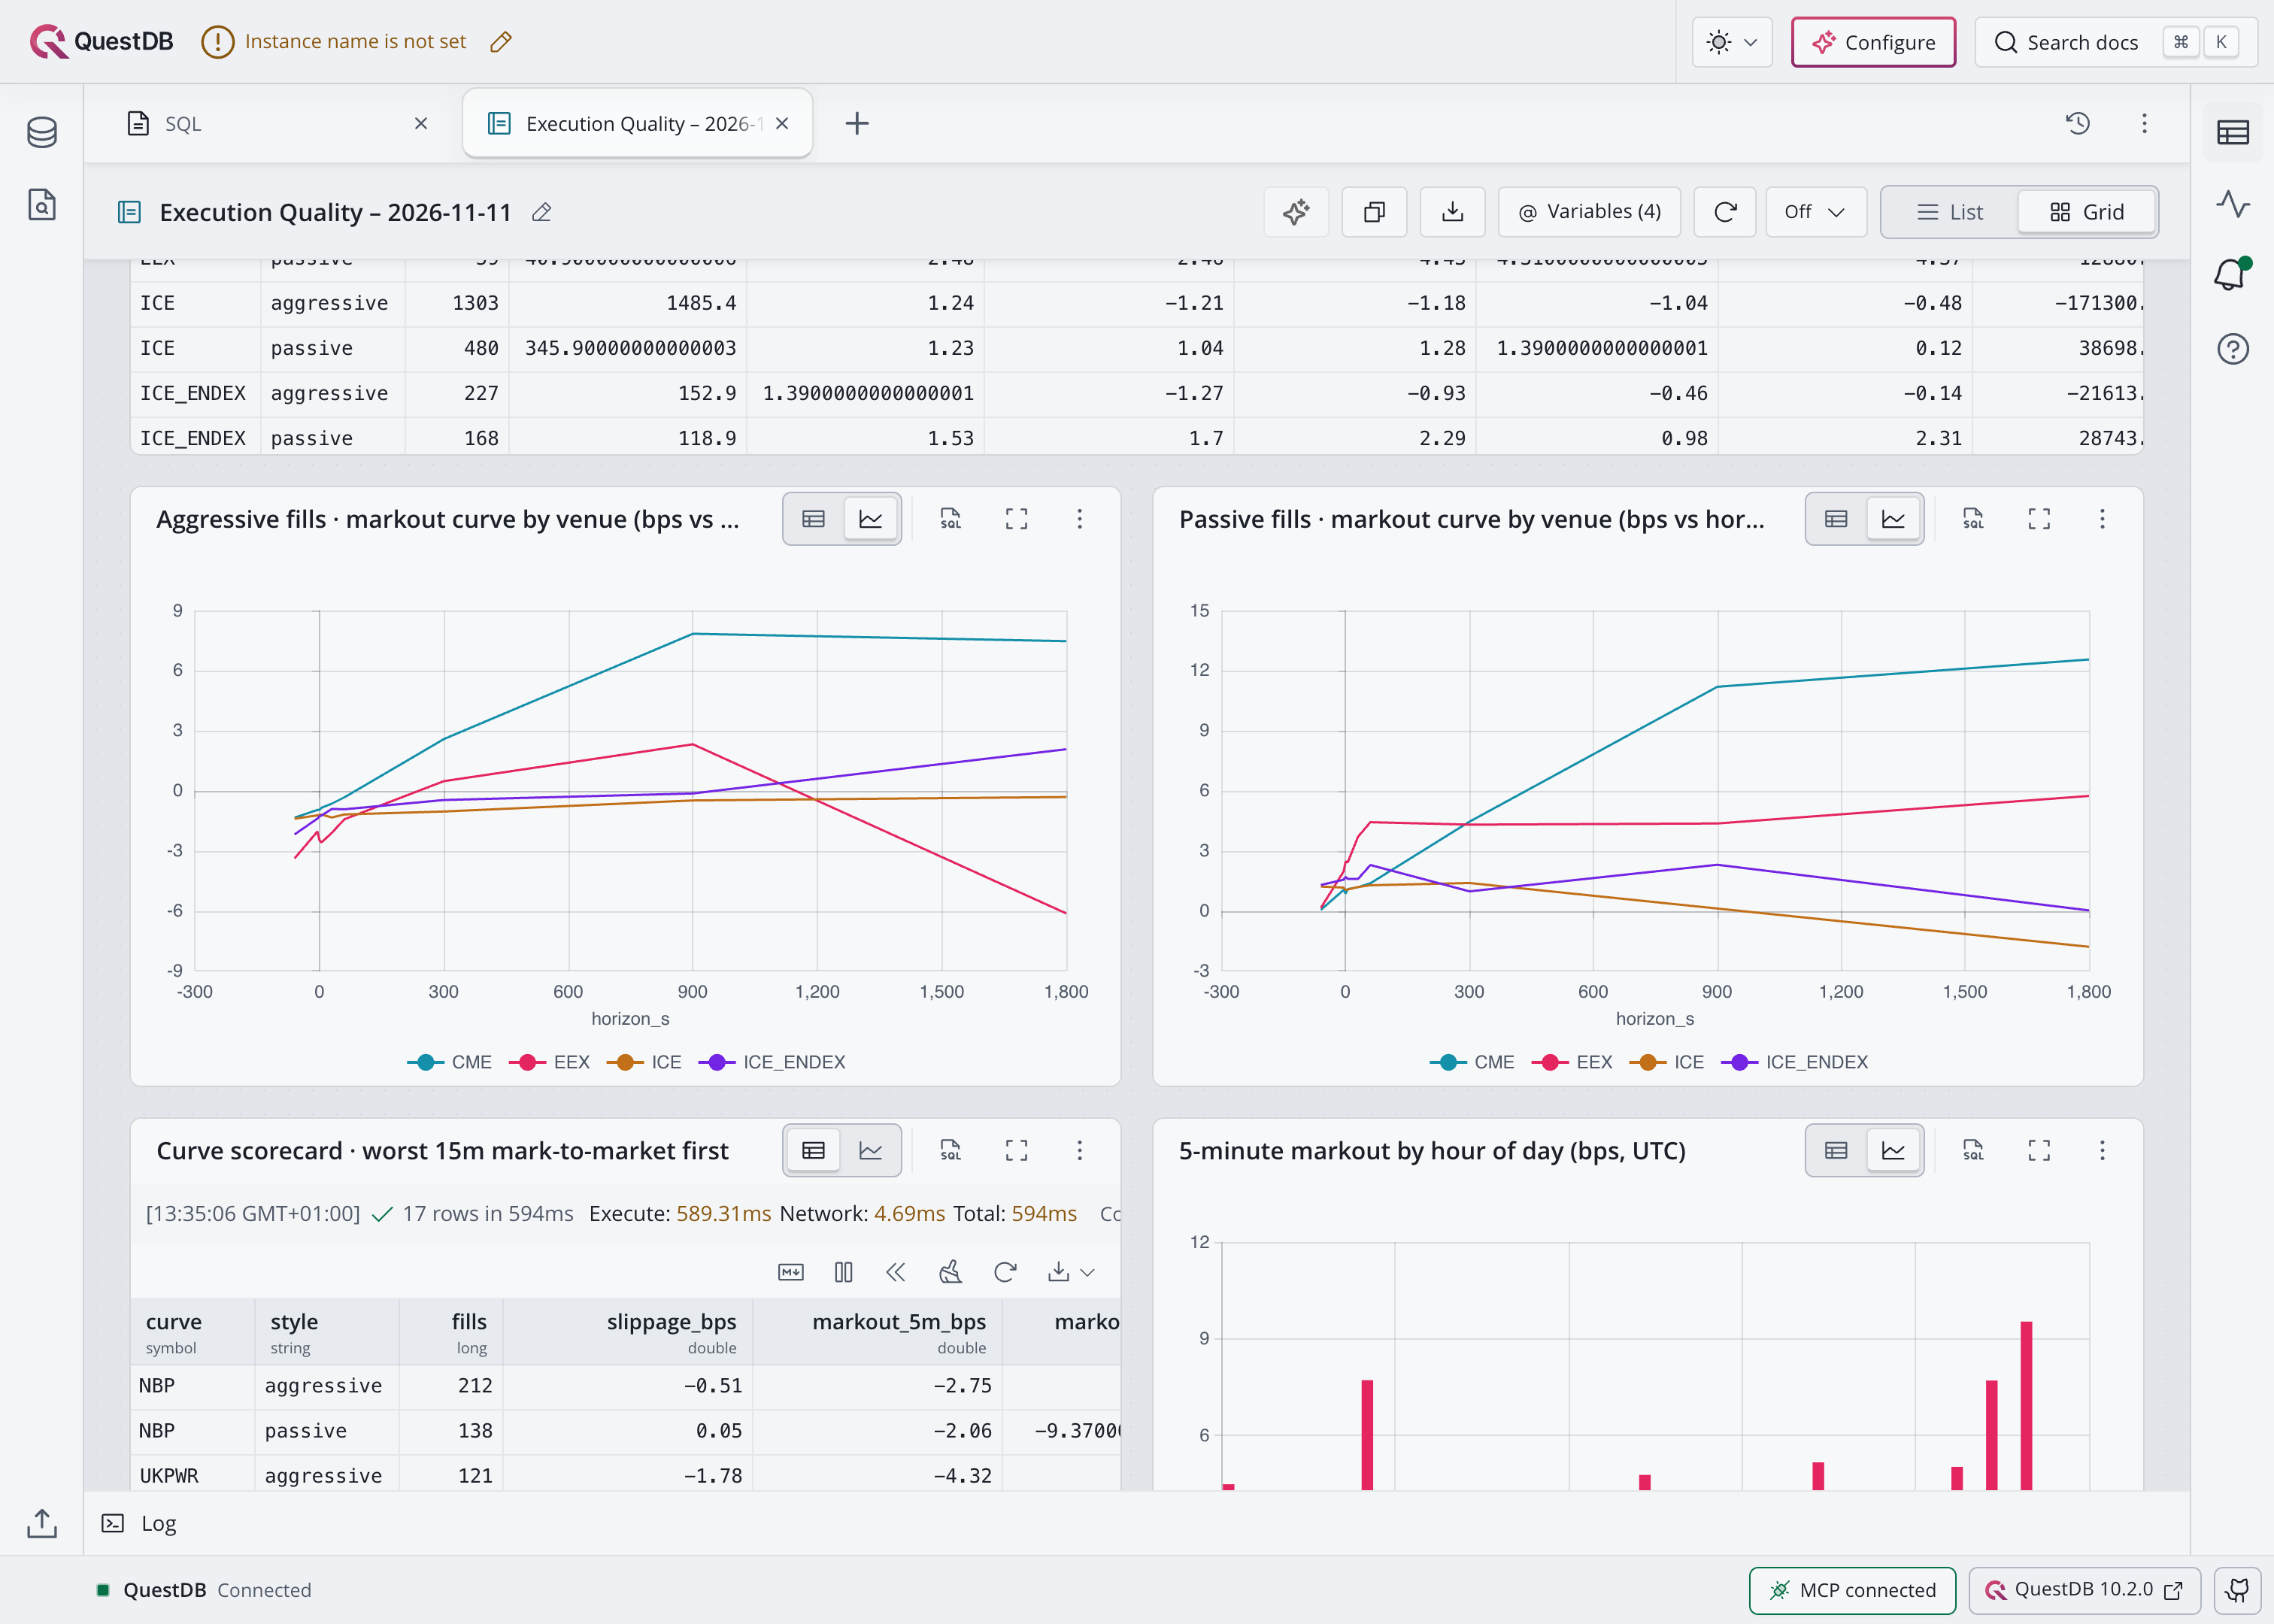 QuestDB Instance name is not set Configure Search docs ⌘ K
SQL Execution Quality – 2026-1
Execution Quality – 2026-11-11 @ Variables (4) Off List Grid
ICE aggressive 1303 1485.4 1.24 −1.21 −1.18 −1.04 −0.48 −171300.
ICE passive 480 345.90000000000003 1.23 1.04 1.28 1.3900000000000001 0.12 38698.
ICE_ENDEX aggressive 227 152.9 1.3900000000000001 −1.27 −0.93 −0.46 −0.14 −21613.
ICE_ENDEX passive 168 118.9 1.53 1.7 2.29 0.98 2.31 28743.
Aggressive fills · markout curve by venue (bps vs ...
SQL
9
6
3
0
-3
-6
-9
-300 0 300 600 900 1,200 1,500 1,800
horizon_s
CME EEX ICE ICE_ENDEX
Passive fills · markout curve by venue (bps vs hor...
SQL
15
12
9
6
3
0
-3
-300 0 300 600 900 1,200 1,500 1,800
horizon_s
CME EEX ICE ICE_ENDEX
Curve scorecard · worst 15m mark-to-market first
SQL
[13:35:06 GMT+01:00] 17 rows in 594ms Execute: 589.31ms Network: 4.69ms Total: 594ms Co
M
curve style fills slippage_bps markout_5m_bps marko
symbol string long double double
NBP aggressive 212 −0.51 −2.75
NBP passive 138 0.05 −2.06 −9.3700
UKPWR aggressive 121 −1.78 −4.32
5-minute markout by hour of day (bps, UTC)
SQL
12
9
6
Log
QuestDB Connected MCP connected QuestDB 10.2.0